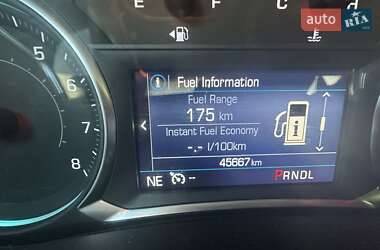 auto RIA.com
E F C
Fuel Information
Fuel Range
175 km
Instant Fuel Economy
-.- l/100km
45667 km
NE -- PRNDL
5
6
7
8